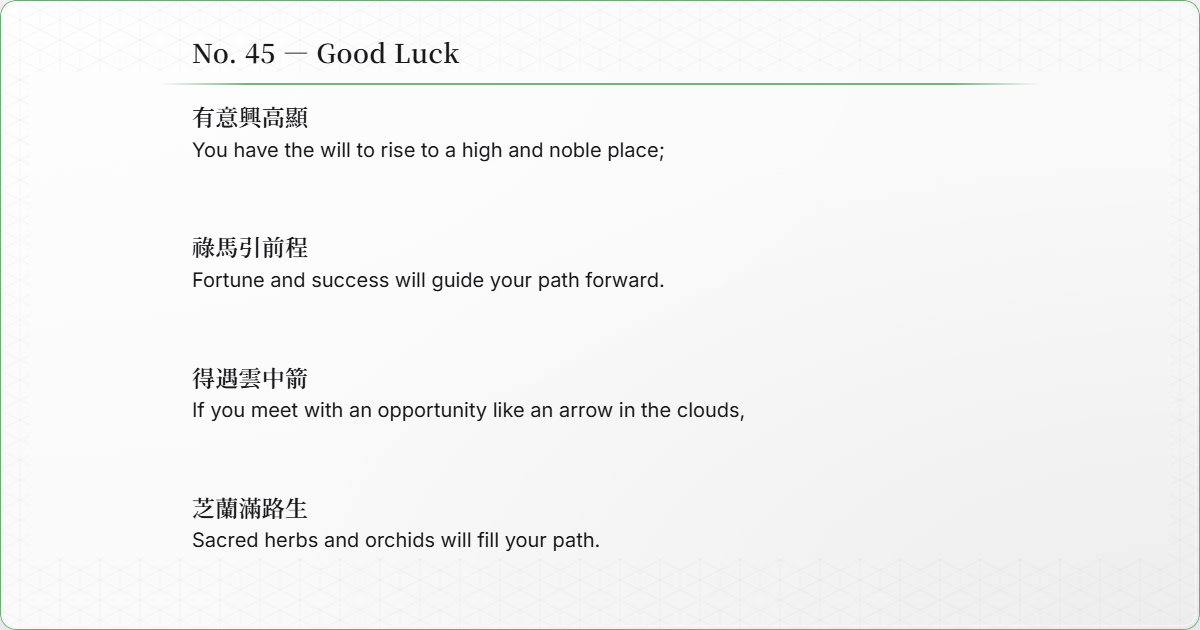 No. 45 — Good Luck
有意興高顯
You have the will to rise to a high and noble place;
祿馬引前程
Fortune and success will guide your path forward.
得遇雲中箭
If you meet with an opportunity like an arrow in the clouds,
芝蘭滿路生
Sacred herbs and orchids will fill your path.